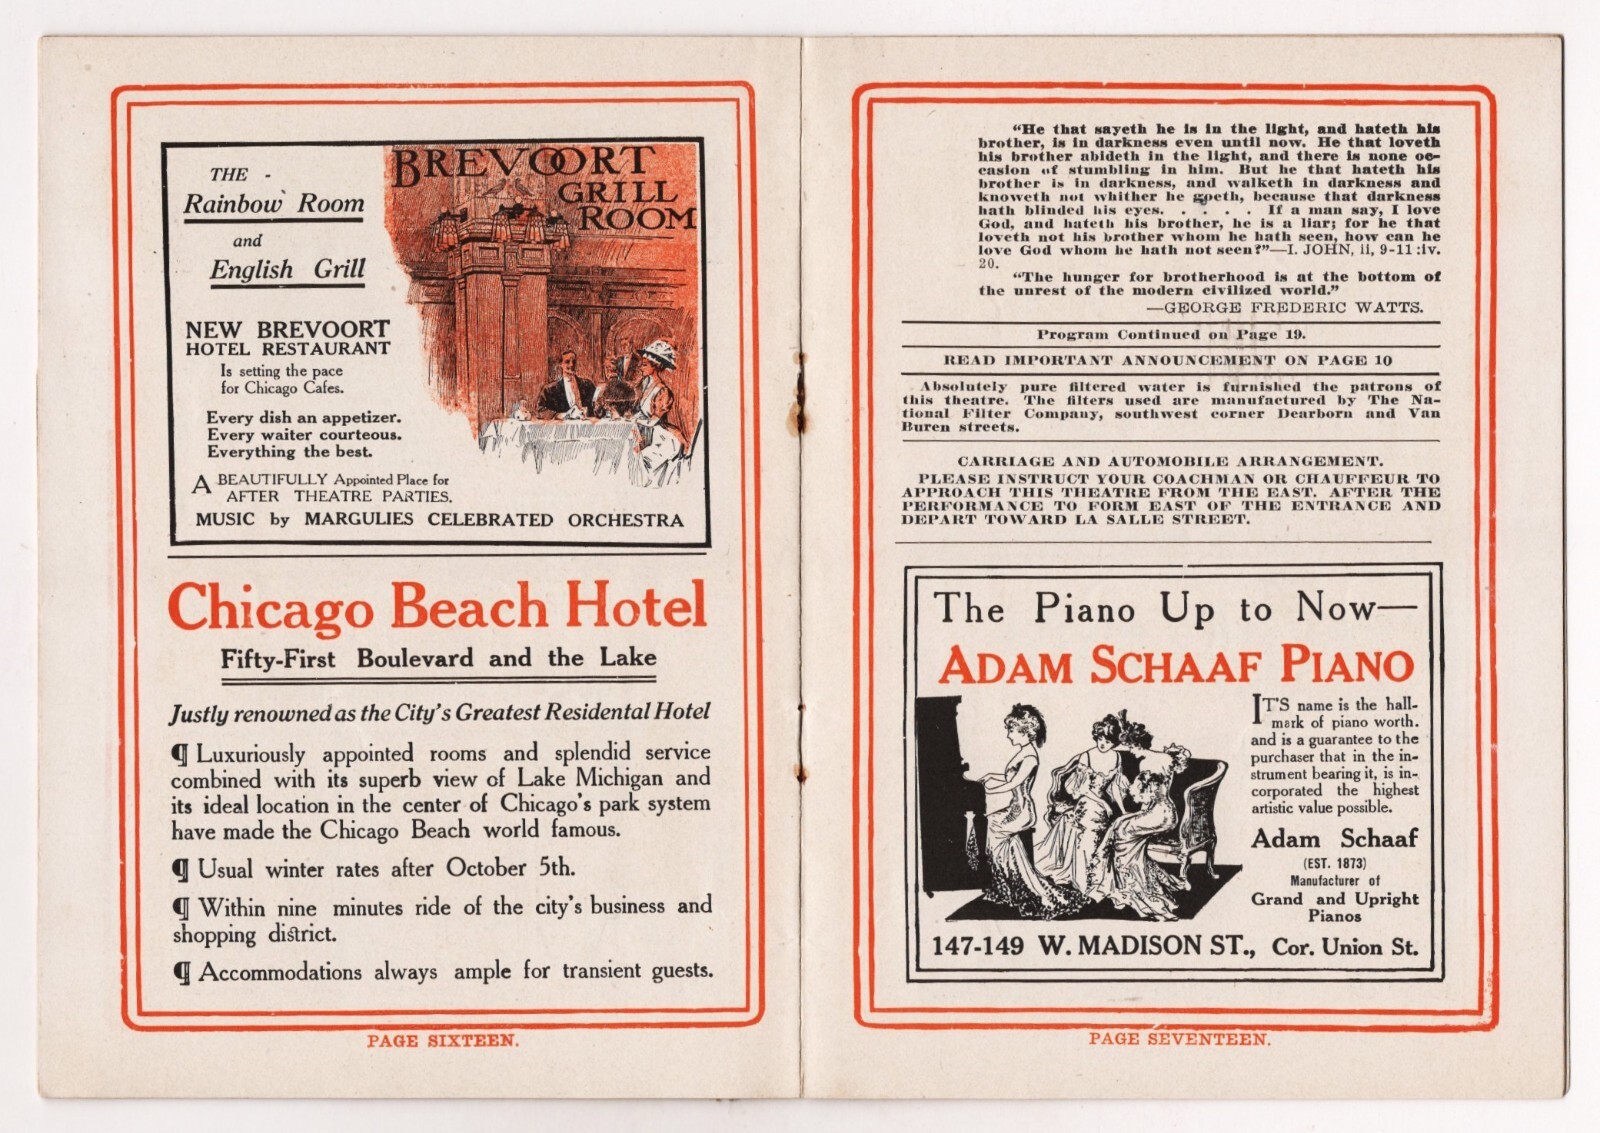 THE -
Rainbow Room
and
English Grill
BREVOORT
GRILL
ROOM
NEW BREVOORT
HOTEL RESTAURANT
Is setting the pace
for Chicago Cafes.
Every dish an appetizer.
Every waiter courteous.
Everything the best.
A BEAUTIFULLY Appointed Place for
AFTER THEATRE PARTIES.
MUSIC by MARGULIES CELEBRATED ORCHESTRA
Chicago Beach Hotel
Fifty-First Boulevard and the Lake
Justly renowned as the City's Greatest Residental Hotel
¶ Luxuriously appointed rooms and splendid service
combined with its superb view of Lake Michigan and
its ideal location in the center of Chicago's park system
have made the Chicago Beach world famous.
¶ Usual winter rates after October 5th.
¶ Within nine minutes ride of the city's business and
shopping district.
¶ Accommodations always ample for transient guests.
PAGE SIXTEEN.
"He that sayeth he is in the light, and hateth his
brother, is in darkness even until now. He that loveth
his brother abideth in the light, and there is none oc-
casion of stumbling in him. But he that hateth his
brother is in darkness, and walketh in darkness and
knoweth not whither he goeth, because that darkness
hath blinded his eyes. . . . . If a man say, I love
God, and hateth his brother, he is a liar; for he that
loveth not his brother whom he hath seen, how can he
love God whom he hath not seen?"—I. JOHN, ii, 9-11:iv.
20.
"The hunger for brotherhood is at the bottom of
the unrest of the modern civilized world."
—GEORGE FREDERIC WATTS.
Program Continued on Page 19.
READ IMPORTANT ANNOUNCEMENT ON PAGE 10
Absolutely pure filtered water is furnished the patrons of
this theatre. The filters used are manufactured by The Na-
tional Filter Company, southwest corner Dearborn and Van
Buren streets.
CARRIAGE AND AUTOMOBILE ARRANGEMENT.
PLEASE INSTRUCT YOUR COACHMAN OR CHAUFFEUR TO
APPROACH THIS THEATRE FROM THE EAST. AFTER THE
PERFORMANCE TO FORM EAST OF THE ENTRANCE AND
DEPART TOWARD LA SALLE STREET.
The Piano Up to Now—
ADAM SCHAAF PIANO
IT'S name is the hall-
mark of piano worth.
and is a guarantee to the
purchaser that in the in-
strument bearing it, is in-
corporated the highest
artistic value possible.
Adam Schaaf
(EST. 1873)
Manufacturer of
Grand and Upright
Pianos
147-149 W. MADISON ST., Cor. Union St.
PAGE SEVENTEEN.